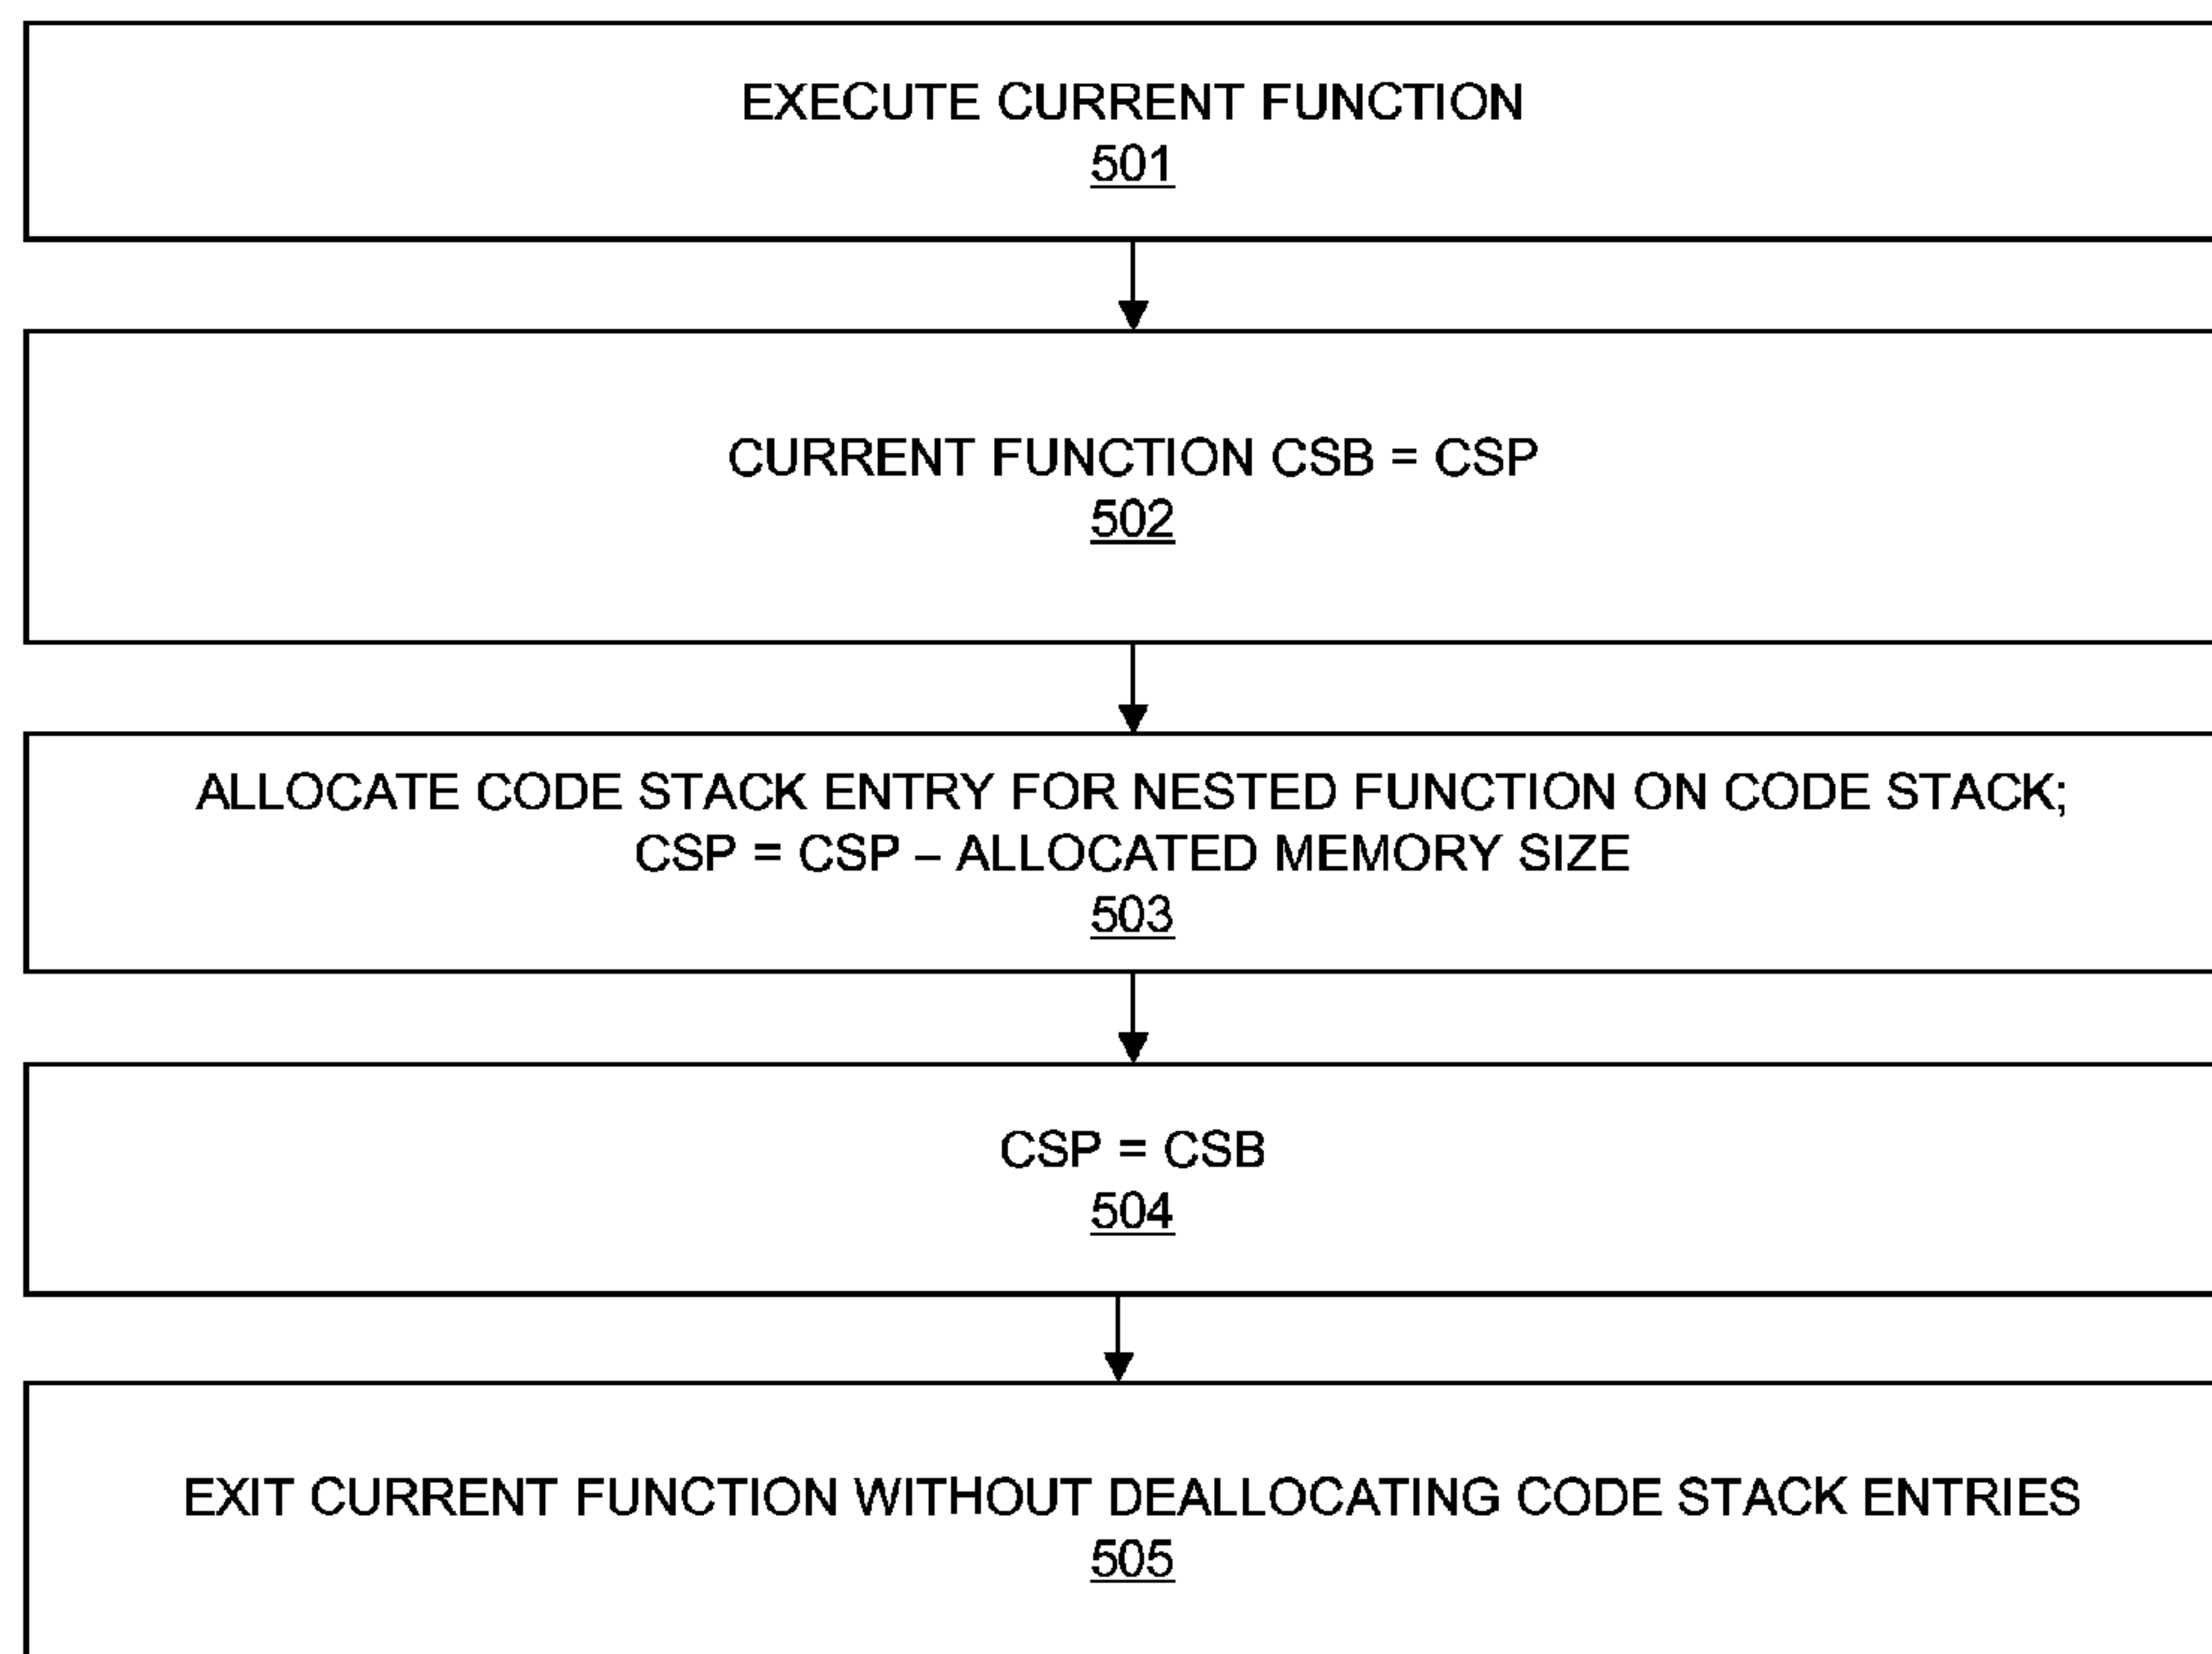 EXECUTE CURRENT FUNCTION
501
CURRENT FUNCTION CSB = CSP
502
ALLOCATE CODE STACK ENTRY FOR NESTED FUNCTION ON CODE STACK;
CSP = CSP – ALLOCATED MEMORY SIZE
503
CSP = CSB
504
EXIT CURRENT FUNCTION WITHOUT DEALLOCATING CODE STACK ENTRIES
505